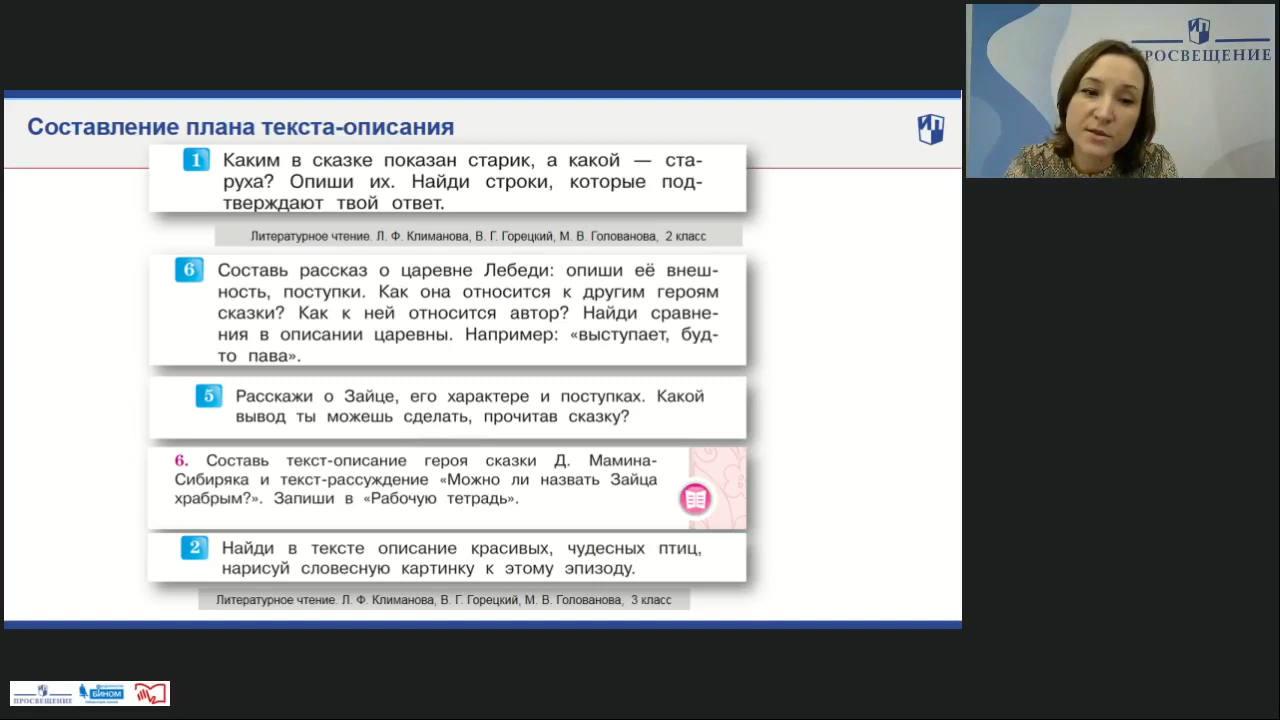 ПРОСВЕЩЕНИЕ
Составление плана текста-описания
1 Каким в сказке показан старик, а какой — ста-
руха? Опиши их. Найди строки, которые под-
тверждают твой ответ.
Литературное чтение. Л. Ф. Климанова, В. Г. Горецкий, М. В. Голованова, 2 класс
6 Составь рассказ о царевне Лебеди: опиши её внеш-
ность, поступки. Как она относится к другим героям
сказки? Как к ней относится автор? Найди сравне-
ния в описании царевны. Например: «выступает, буд-
то пава».
5 Расскажи о Зайце, его характере и поступках. Какой
вывод ты можешь сделать, прочитав сказку?
6. Составь текст-описание героя сказки Д. Мамина-
Сибиряка и текст-рассуждение «Можно ли назвать Зайца
храбрым?». Запиши в «Рабочую тетрадь».
2 Найди в тексте описание красивых, чудесных птиц,
нарисуй словесную картинку к этому эпизоду.
Литературное чтение. Л. Ф. Климанова, В. Г. Горецкий, М. В. Голованова, 3 класс
ПРОСВЕЩЕНИЕ
БИНОМ